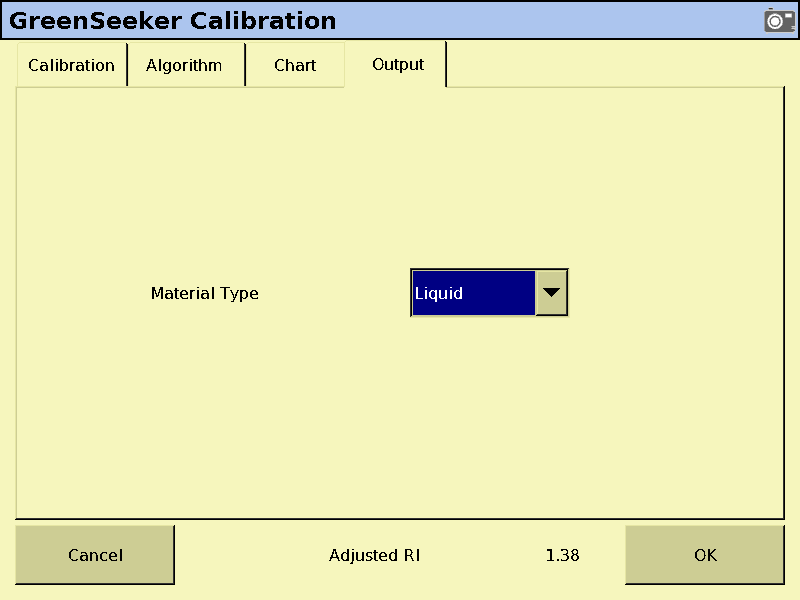 GreenSeeker Calibration
Calibration Algorithm Chart Output
Material Type Liquid
Cancel Adjusted RI 1.38 OK